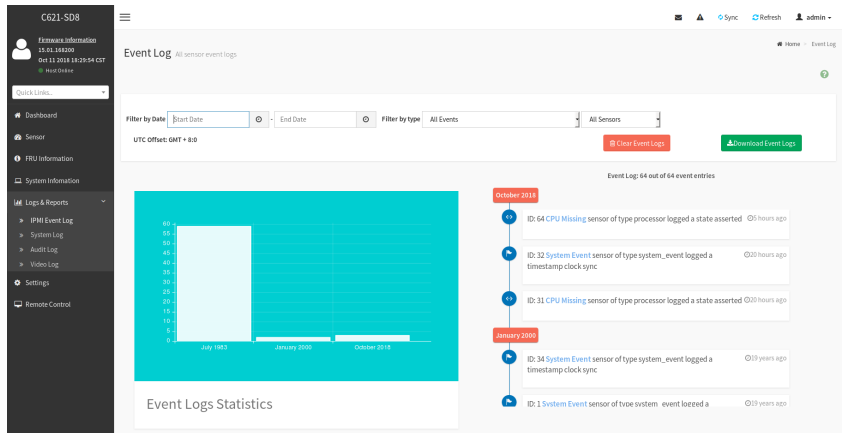 C621-SD8
Sync
Refresh
admin
Firmware Information
15.01.168200
Oct 11 2018 18:29:54 CST
Host Online
Quick Links...
Dashboard
Sensor
FRU Information
System Infomation
Logs & Reports
IPMI Event Log
System Log
Audit Log
Video Log
Settings
Remote Control
Event Log All sensor event logs
Home > Event Log
Filter by Date Start Date - End Date Filter by type All Events All Sensors
UTC Offset: GMT + 8:0
Clear Event Logs
Download Event Logs
Event Log: 64 out of 64 event entries
60
55
50
45
40
35
30
25
20
15
10
5
0
July 1983 January 2000 October 2018
Event Logs Statistics
October 2018
ID: 64 CPU Missing sensor of type processor logged a state asserted 5 hours ago
ID: 32 System Event sensor of type system_event logged a 20 hours ago
timestamp clock sync
ID: 31 CPU Missing sensor of type processor logged a state asserted 20 hours ago
January 2000
ID: 34 System Event sensor of type system_event logged a 19 years ago
timestamp clock sync
ID: 1 System Event sensor of type system_event logged a 19 years ago